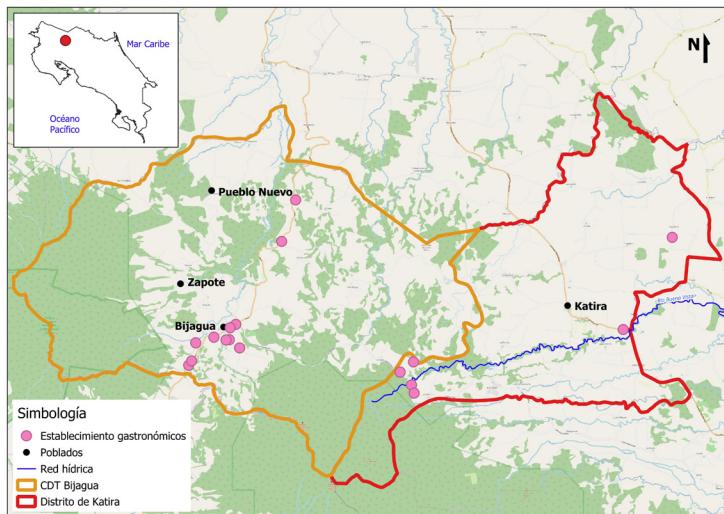 Mar Caribe
N
Océano
Pacífico
Pueblo Nuevo
Zapote
Katira
Bijagua
Simbología
Establecimiento gastronómicos
Poblados
Red hídrica
CDT Bijagua
Distrito de Katira